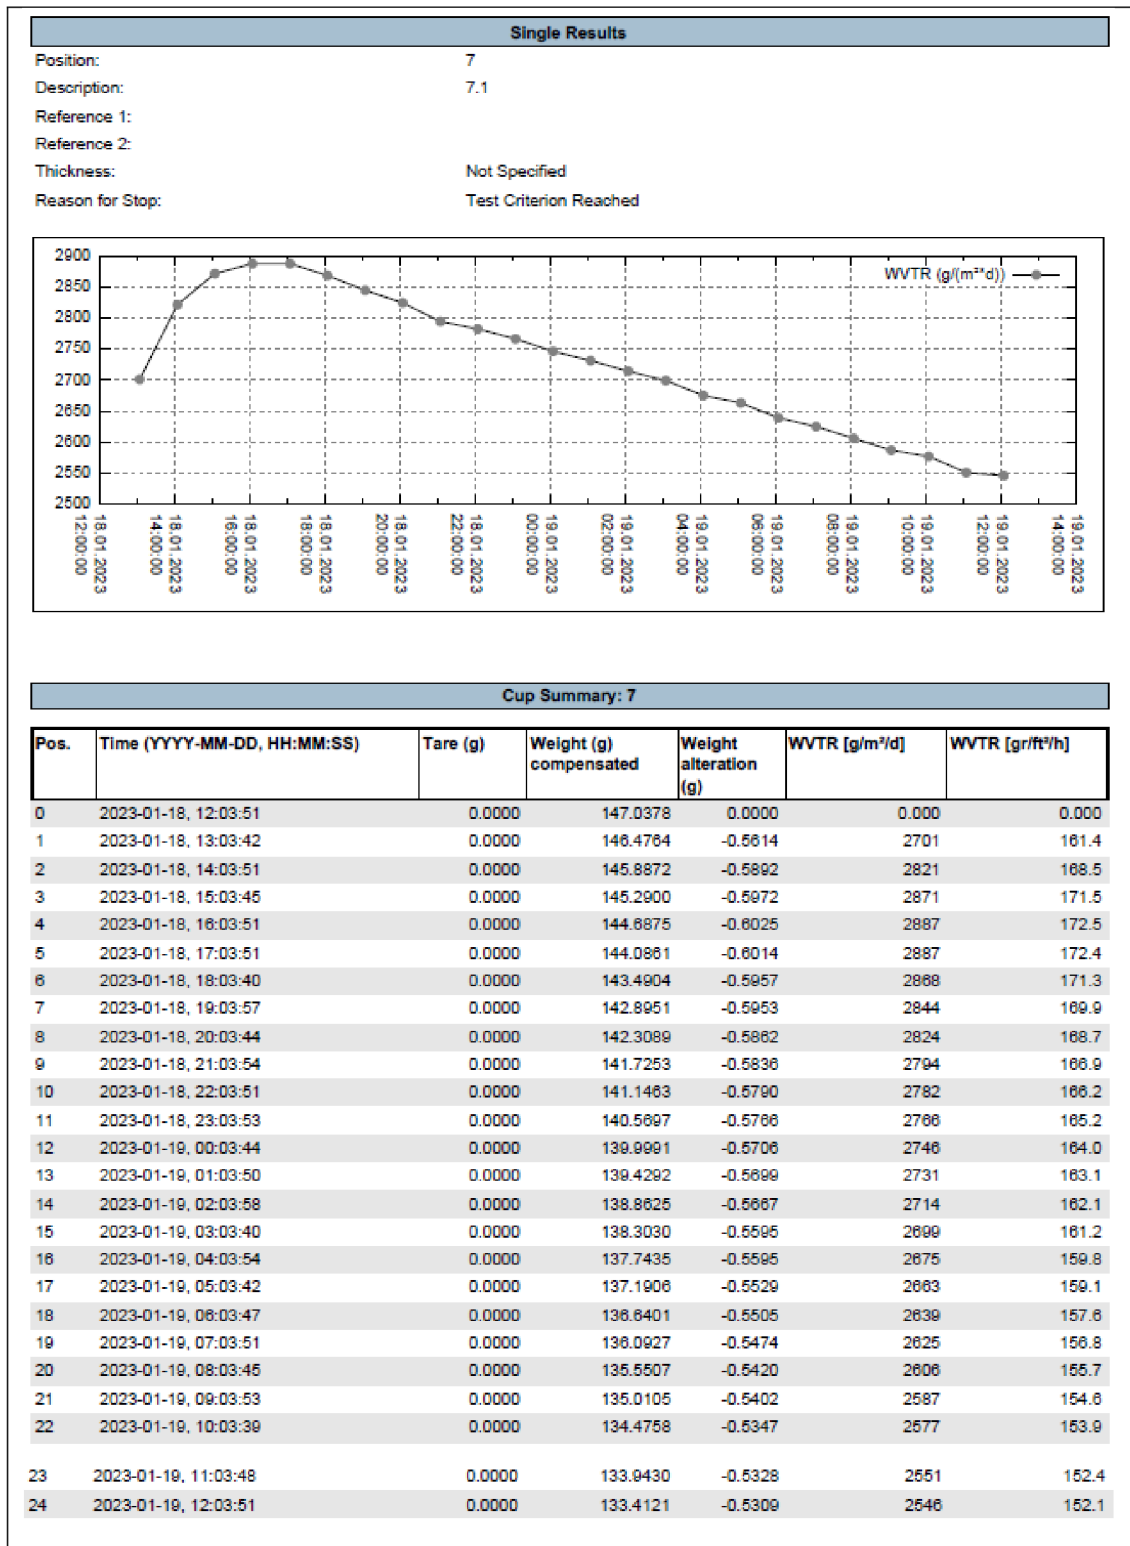 Single Results
Position: 7
Description: 7.1
Reference 1:
Reference 2:
Thickness: Not Specified
Reason for Stop: Test Criterion Reached
WVTR (g/(m²*d))
2900
2850
2800
2750
2700
2650
2600
2550
2500
18.01.2023 12:00:00
18.01.2023 14:00:00
18.01.2023 16:00:00
18.01.2023 18:00:00
18.01.2023 20:00:00
18.01.2023 22:00:00
19.01.2023 00:00:00
19.01.2023 02:00:00
19.01.2023 04:00:00
19.01.2023 06:00:00
19.01.2023 08:00:00
19.01.2023 10:00:00
19.01.2023 12:00:00
19.01.2023 14:00:00
Cup Summary: 7
Pos. Time (YYYY-MM-DD, HH:MM:SS) Tare (g) Weight (g) compensated Weight alteration (g) WVTR [g/m²/d] WVTR [gr/ft²/h]
0 2023-01-18, 12:03:51 0.0000 147.0378 0.0000 0.000 0.000
1 2023-01-18, 13:03:42 0.0000 146.4764 -0.5614 2701 161.4
2 2023-01-18, 14:03:51 0.0000 145.8872 -0.5892 2821 168.5
3 2023-01-18, 15:03:45 0.0000 145.2900 -0.5972 2871 171.5
4 2023-01-18, 16:03:51 0.0000 144.6875 -0.6025 2887 172.5
5 2023-01-18, 17:03:51 0.0000 144.0861 -0.6014 2887 172.4
6 2023-01-18, 18:03:40 0.0000 143.4904 -0.5957 2868 171.3
7 2023-01-18, 19:03:57 0.0000 142.8951 -0.5953 2844 169.9
8 2023-01-18, 20:03:44 0.0000 142.3089 -0.5862 2824 168.7
9 2023-01-18, 21:03:54 0.0000 141.7253 -0.5836 2794 166.9
10 2023-01-18, 22:03:51 0.0000 141.1463 -0.5790 2782 166.2
11 2023-01-18, 23:03:53 0.0000 140.5697 -0.5766 2766 165.2
12 2023-01-19, 00:03:44 0.0000 139.9991 -0.5706 2746 164.0
13 2023-01-19, 01:03:50 0.0000 139.4292 -0.5699 2731 163.1
14 2023-01-19, 02:03:58 0.0000 138.8625 -0.5667 2714 162.1
15 2023-01-19, 03:03:40 0.0000 138.3030 -0.5595 2699 161.2
16 2023-01-19, 04:03:54 0.0000 137.7435 -0.5595 2675 159.8
17 2023-01-19, 05:03:42 0.0000 137.1906 -0.5529 2663 159.1
18 2023-01-19, 06:03:47 0.0000 136.6401 -0.5505 2639 157.6
19 2023-01-19, 07:03:51 0.0000 136.0927 -0.5474 2625 156.8
20 2023-01-19, 08:03:45 0.0000 135.5507 -0.5420 2606 155.7
21 2023-01-19, 09:03:53 0.0000 135.0105 -0.5402 2587 154.6
22 2023-01-19, 10:03:39 0.0000 134.4758 -0.5347 2577 153.9
23 2023-01-19, 11:03:48 0.0000 133.9430 -0.5328 2551 152.4
24 2023-01-19, 12:03:51 0.0000 133.4121 -0.5309 2546 152.1